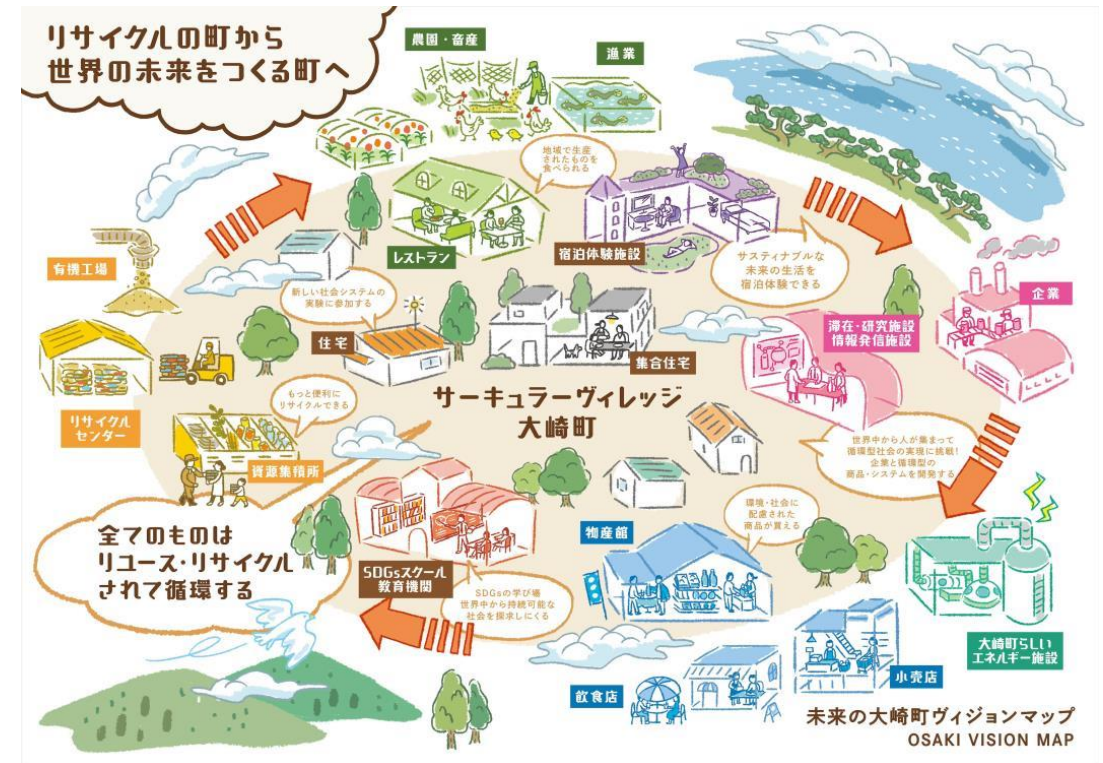 リサイクルの町から
世界の未来をつくる町へ
農園・畜産
漁業
地域で生産
されたものを
食べられる
レストラン
宿泊体験施設
サスティナブルな
未来の生活を
宿泊体験できる
有機工場
新しい社会システムの
実験に参加する
住宅
集合住宅
滞在・研究施設
情報発信施設
企業
リサイクル
センター
もっと便利に
リサイクルできる
資源集積所
サーキュラーヴィレッジ
大崎町
世界中から人が集まって
循環型社会の実現に挑戦!
企業と循環型の
商品・システムを開発する
全てのものは
リユース・リサイクル
されて循環する
SDGsスクール
教育機関
SDGsの学び場
世界中から持続可能な
社会を探求しにくる
物産館
環境・社会に
配慮された
商品が買える
大崎町らしい
エネルギー施設
飲食店
小売店
未来の大崎町ヴィジョンマップ
OSAKI VISION MAP